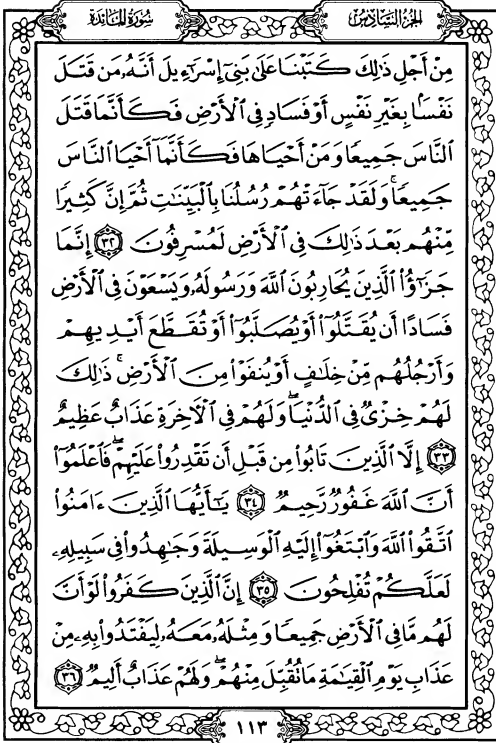 الجزء السادس
سورة المائدة
مِنْ أَجْلِ ذَٰلِكَ كَتَبْنَا عَلَىٰ بَنِىٓ إِسْرَٰٓءِيلَ أَنَّهُۥ مَن قَتَلَ
نَفْسًۢا بِغَيْرِ نَفْسٍ أَوْ فَسَادٍ فِى ٱلْأَرْضِ فَكَأَنَّمَا قَتَلَ
ٱلنَّاسَ جَمِيعًا وَمَنْ أَحْيَاهَا فَكَأَنَّمَآ أَحْيَا ٱلنَّاسَ
جَمِيعًا ۚ وَلَقَدْ جَآءَتْهُمْ رُسُلُنَا بِٱلْبَيِّنَٰتِ ثُمَّ إِنَّ كَثِيرًا
مِّنْهُم بَعْدَ ذَٰلِكَ فِى ٱلْأَرْضِ لَمُسْرِفُونَ ٣٢ إِنَّمَا
جَزَٰٓؤُا۟ ٱلَّذِينَ يُحَارِبُونَ ٱللَّهَ وَرَسُولَهُۥ وَيَسْعَوْنَ فِى ٱلْأَرْضِ
فَسَادًا أَن يُقَتَّلُوٓا۟ أَوْ يُصَلَّبُوٓا۟ أَوْ تُقَطَّعَ أَيْدِيهِمْ
وَأَرْجُلُهُم مِّنْ خِلَٰفٍ أَوْ يُنفَوْا۟ مِنَ ٱلْأَرْضِ ۚ ذَٰلِكَ
لَهُمْ خِزْىٌ فِى ٱلدُّنْيَا ۖ وَلَهُمْ فِى ٱلْءَاخِرَةِ عَذَابٌ عَظِيمٌ
٣٣ إِلَّا ٱلَّذِينَ تَابُوا۟ مِن قَبْلِ أَن تَقْدِرُوا۟ عَلَيْهِمْ ۖ فَٱعْلَمُوٓا۟
أَنَّ ٱللَّهَ غَفُورٌ رَّحِيمٌ ٣٤ يَٰٓأَيُّهَا ٱلَّذِينَ ءَامَنُوا۟
ٱتَّقُوا۟ ٱللَّهَ وَٱبْتَغُوٓا۟ إِلَيْهِ ٱلْوَسِيلَةَ وَجَٰهِدُوا۟ فِى سَبِيلِهِۦ
لَعَلَّكُمْ تُفْلِحُونَ ٣٥ إِنَّ ٱلَّذِينَ كَفَرُوا۟ لَوْ أَنَّ
لَهُم مَّا فِى ٱلْأَرْضِ جَمِيعًا وَمِثْلَهُۥ مَعَهُۥ لِيَفْتَدُوا۟ بِهِۦ مِنْ
عَذَابِ يَوْمِ ٱلْقِيَٰمَةِ مَا تُقُبِّلَ مِنْهُمْ ۖ وَلَهُمْ عَذَابٌ أَلِيمٌ ٣٦
١١٣